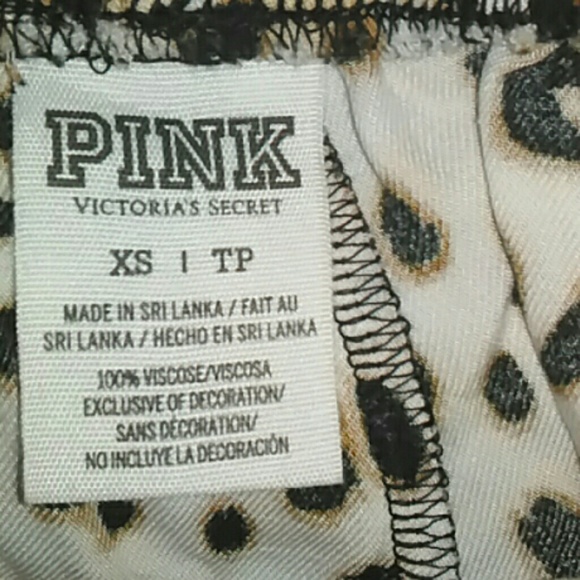 PINK
VICTORIA'S SECRET
XS | TP
MADE IN SRI LANKA / FAIT AU
SRI LANKA / HECHO EN SRI LANKA
100% VISCOSE/VISCOSA
EXCLUSIVE OF DECORATION/
SANS DÉCORATION/
NO INCLUYE LA DECORACIÓN